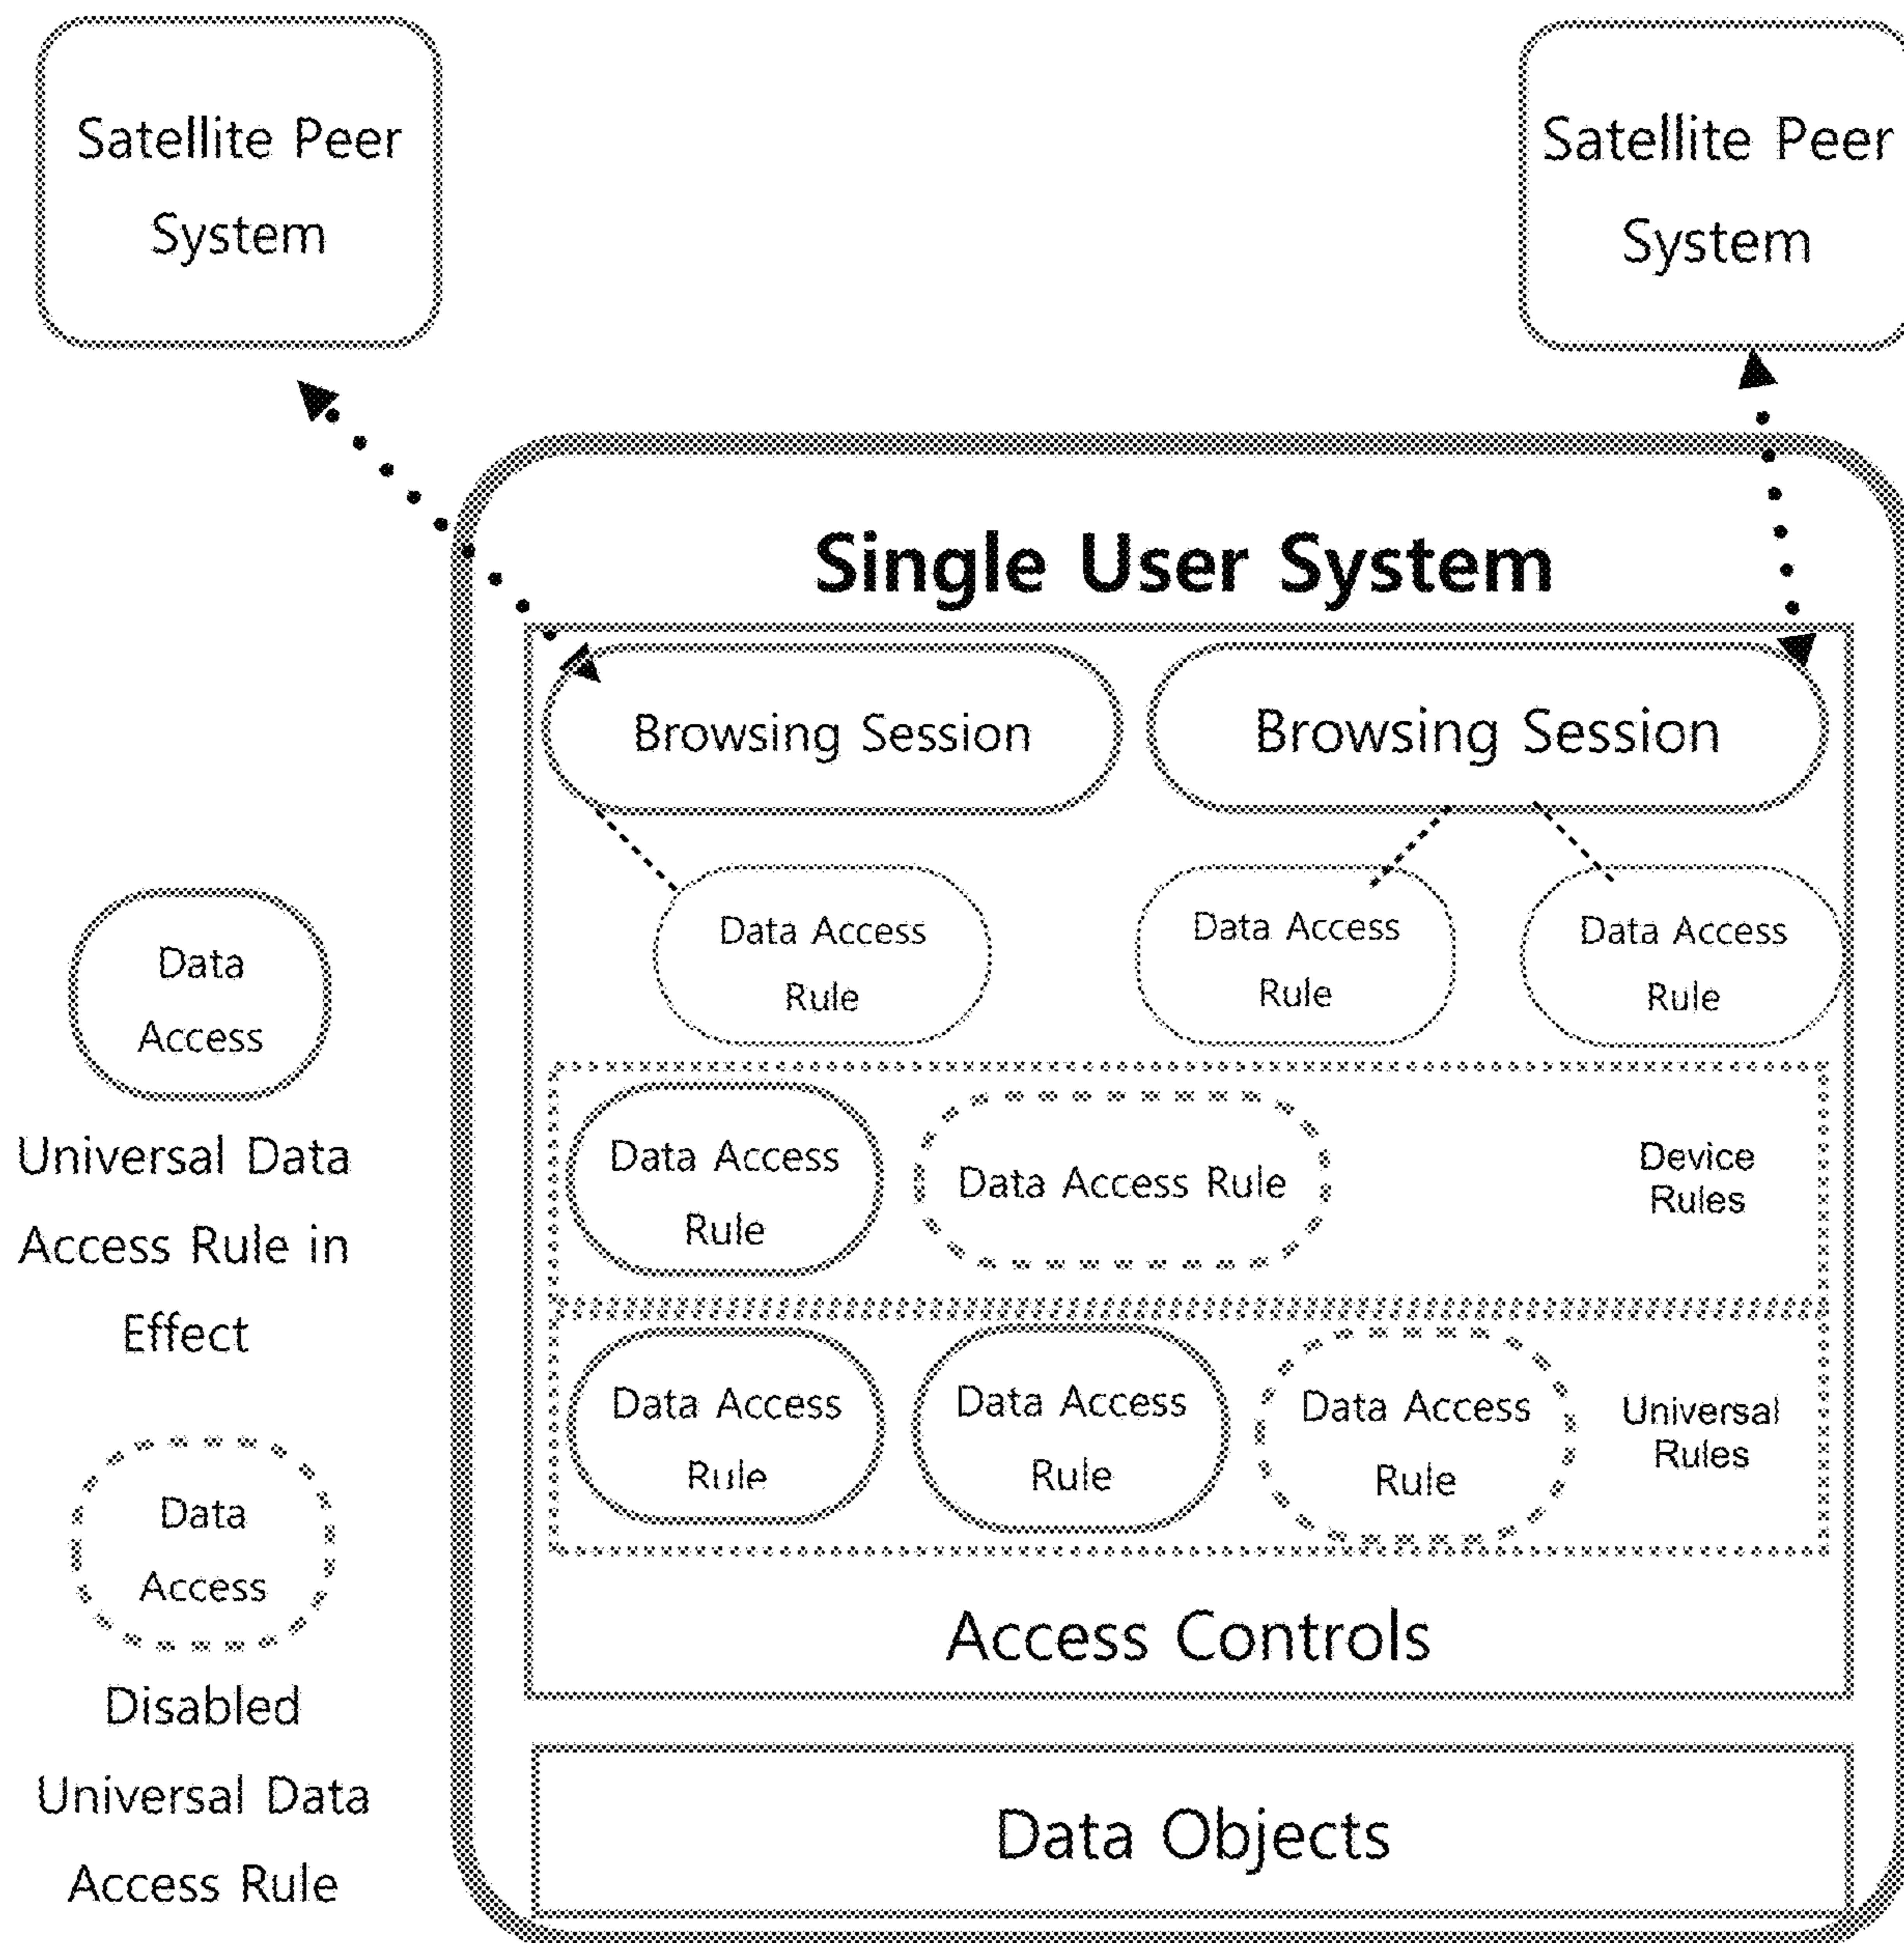 Satellite Peer
System
Satellite Peer
System
Single User System
Browsing Session
Browsing Session
Data Access
Rule
Data Access
Rule
Data Access
Rule
Data
Access
Universal Data
Access Rule in
Effect
Data Access
Rule
Data Access Rule
Device
Rules
Data Access
Rule
Data Access
Rule
Data Access
Rule
Universal
Rules
Data
Access
Disabled
Universal Data
Access Rule
Access Controls
Data Objects